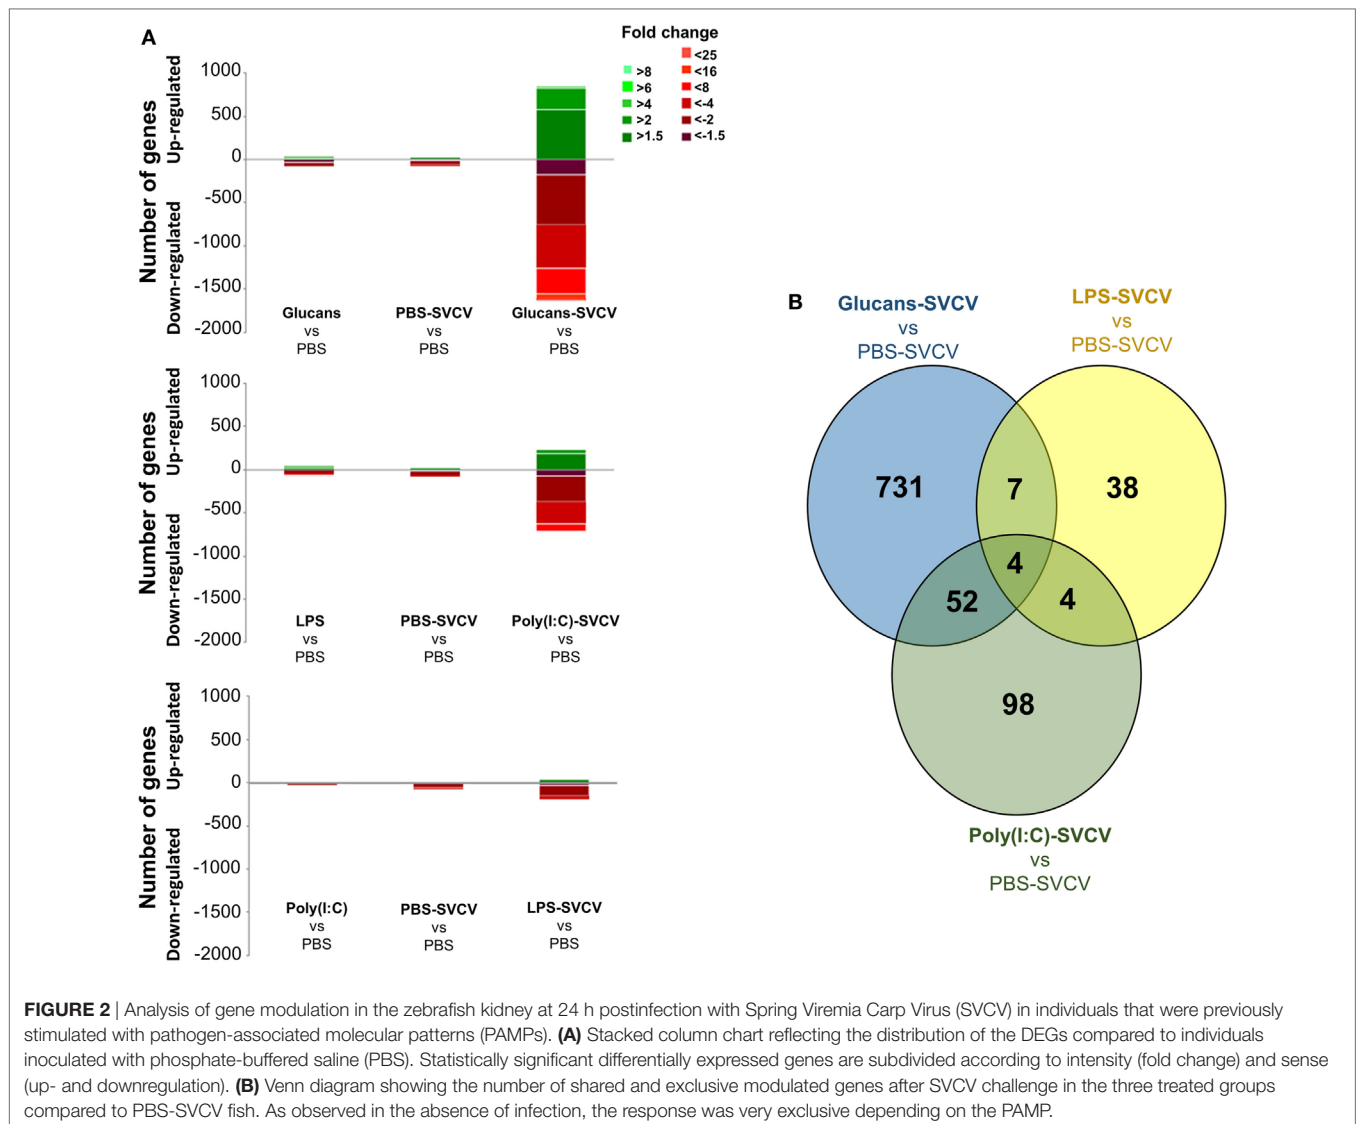 A
Fold change
>8
>6
>4
>2
>1.5
<25
<16
<8
<-4
<-2
<-1.5
Number of genes
Up-regulated
Down-regulated
1000
500
0
-500
-1000
-1500
-2000
Glucans
vs
PBS
PBS-SVCV
vs
PBS
Glucans-SVCV
vs
PBS
Number of genes
Up-regulated
Down-regulated
1000
500
0
-500
-1000
-1500
-2000
LPS
vs
PBS
PBS-SVCV
vs
PBS
Poly(I:C)-SVCV
vs
PBS
Number of genes
Up-regulated
Down-regulated
1000
500
0
-500
-1000
-1500
-2000
Poly(I:C)
vs
PBS
PBS-SVCV
vs
PBS
LPS-SVCV
vs
PBS
B
Glucans-SVCV
vs
PBS-SVCV
LPS-SVCV
vs
PBS-SVCV
731
7
38
4
52
4
98
Poly(I:C)-SVCV
vs
PBS-SVCV
FIGURE 2 | Analysis of gene modulation in the zebrafish kidney at 24 h postinfection with Spring Viremia Carp Virus (SVCV) in individuals that were previously
stimulated with pathogen-associated molecular patterns (PAMPs). (A) Stacked column chart reflecting the distribution of the DEGs compared to individuals
inoculated with phosphate-buffered saline (PBS). Statistically significant differentially expressed genes are subdivided according to intensity (fold change) and sense
(up- and downregulation). (B) Venn diagram showing the number of shared and exclusive modulated genes after SVCV challenge in the three treated groups
compared to PBS-SVCV fish. As observed in the absence of infection, the response was very exclusive depending on the PAMP.